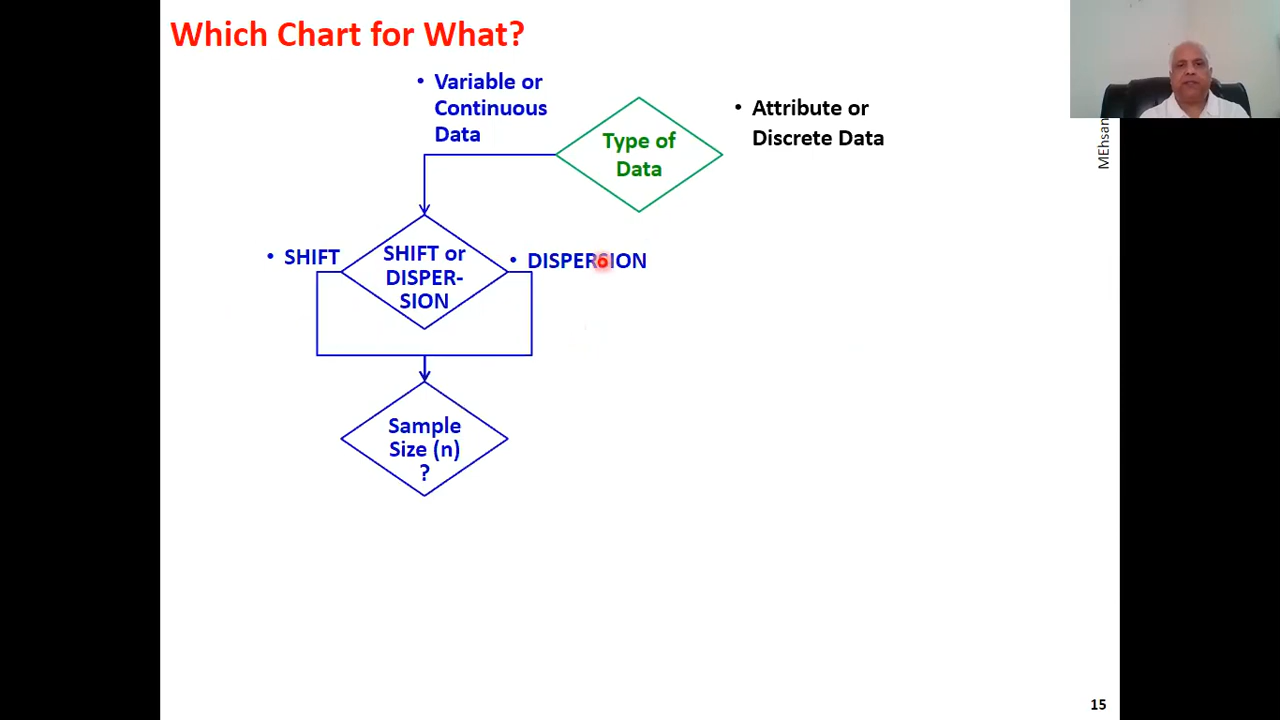 Which Chart for What?
• Variable or
Continuous
Data
Type of
Data
• Attribute or
Discrete Data
MEhsan
• SHIFT
SHIFT or
DISPER-
SION
• DISPERSION
Sample
Size (n)
?
15